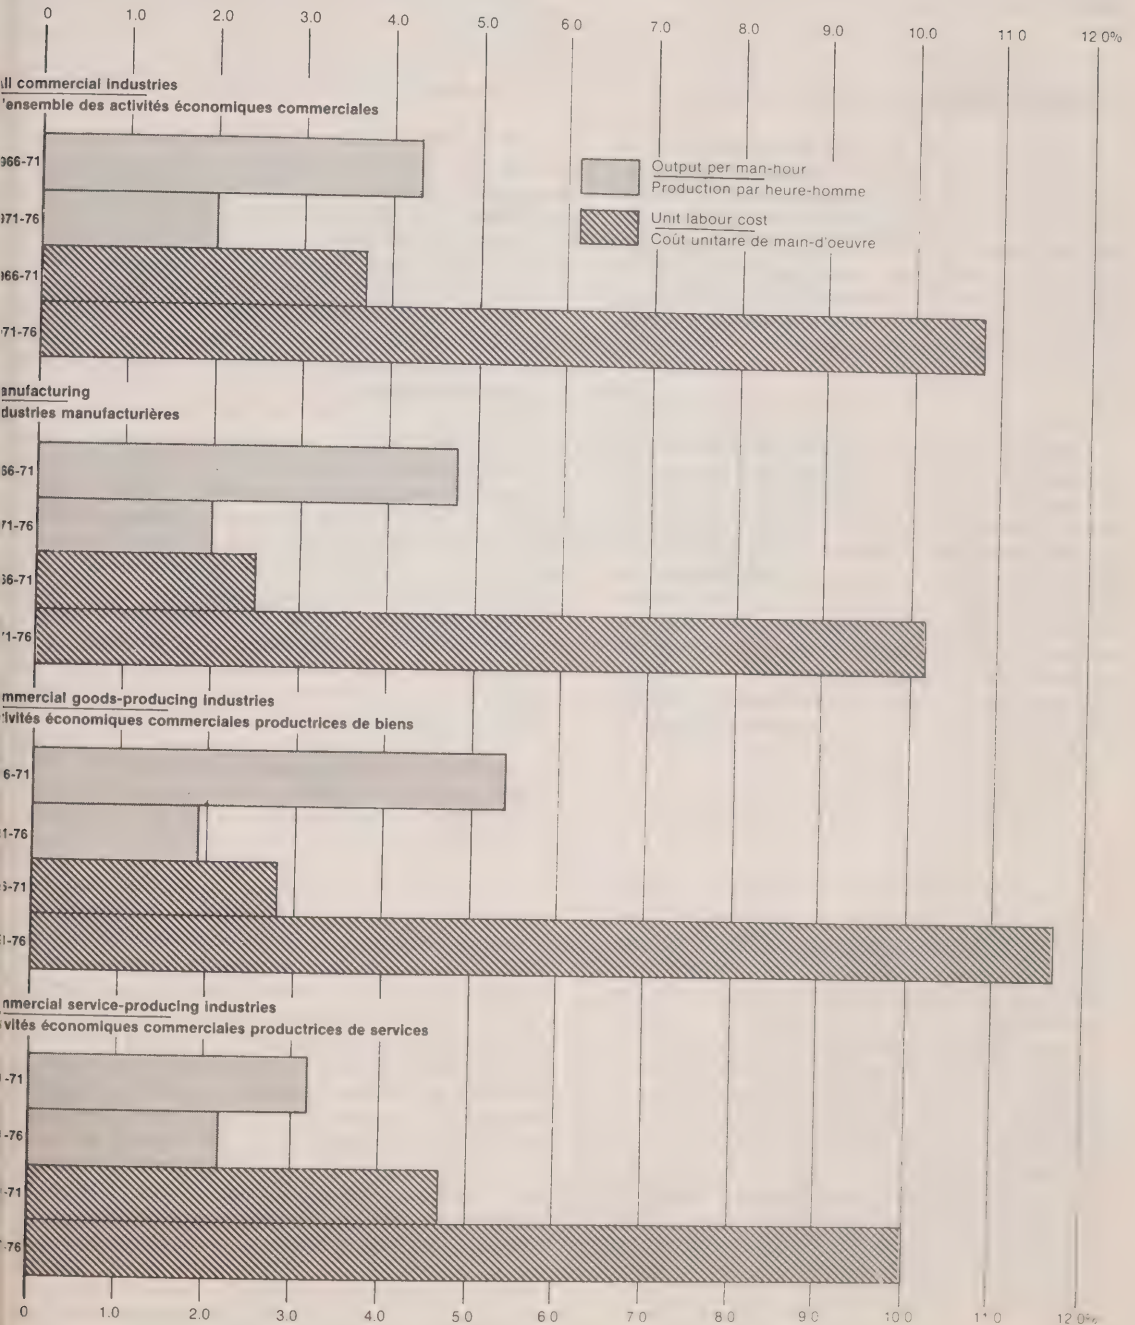 0 1.0 2.0 3.0 4.0 5.0 6.0 7.0 8.0 9.0 10.0 11.0 12.0%
ll commercial industries
'ensemble des activités économiques commerciales
966-71
Output per man-hour
Production par heure-homme
971-76
Unit labour cost
Coût unitaire de main-d'oeuvre
966-71
71-76
anufacturing
dustries manufacturières
66-71
71-76
66-71
71-76
mmercial goods-producing industries
ivités économiques commerciales productrices de biens
6-71
1-76
6-71
1-76
mmercial service-producing industries
vités économiques commerciales productrices de services
-71
-76
-71
-76
0 1.0 2.0 3.0 4.0 5.0 6.0 7.0 8.0 9.0 10.0 11.0 12.0%